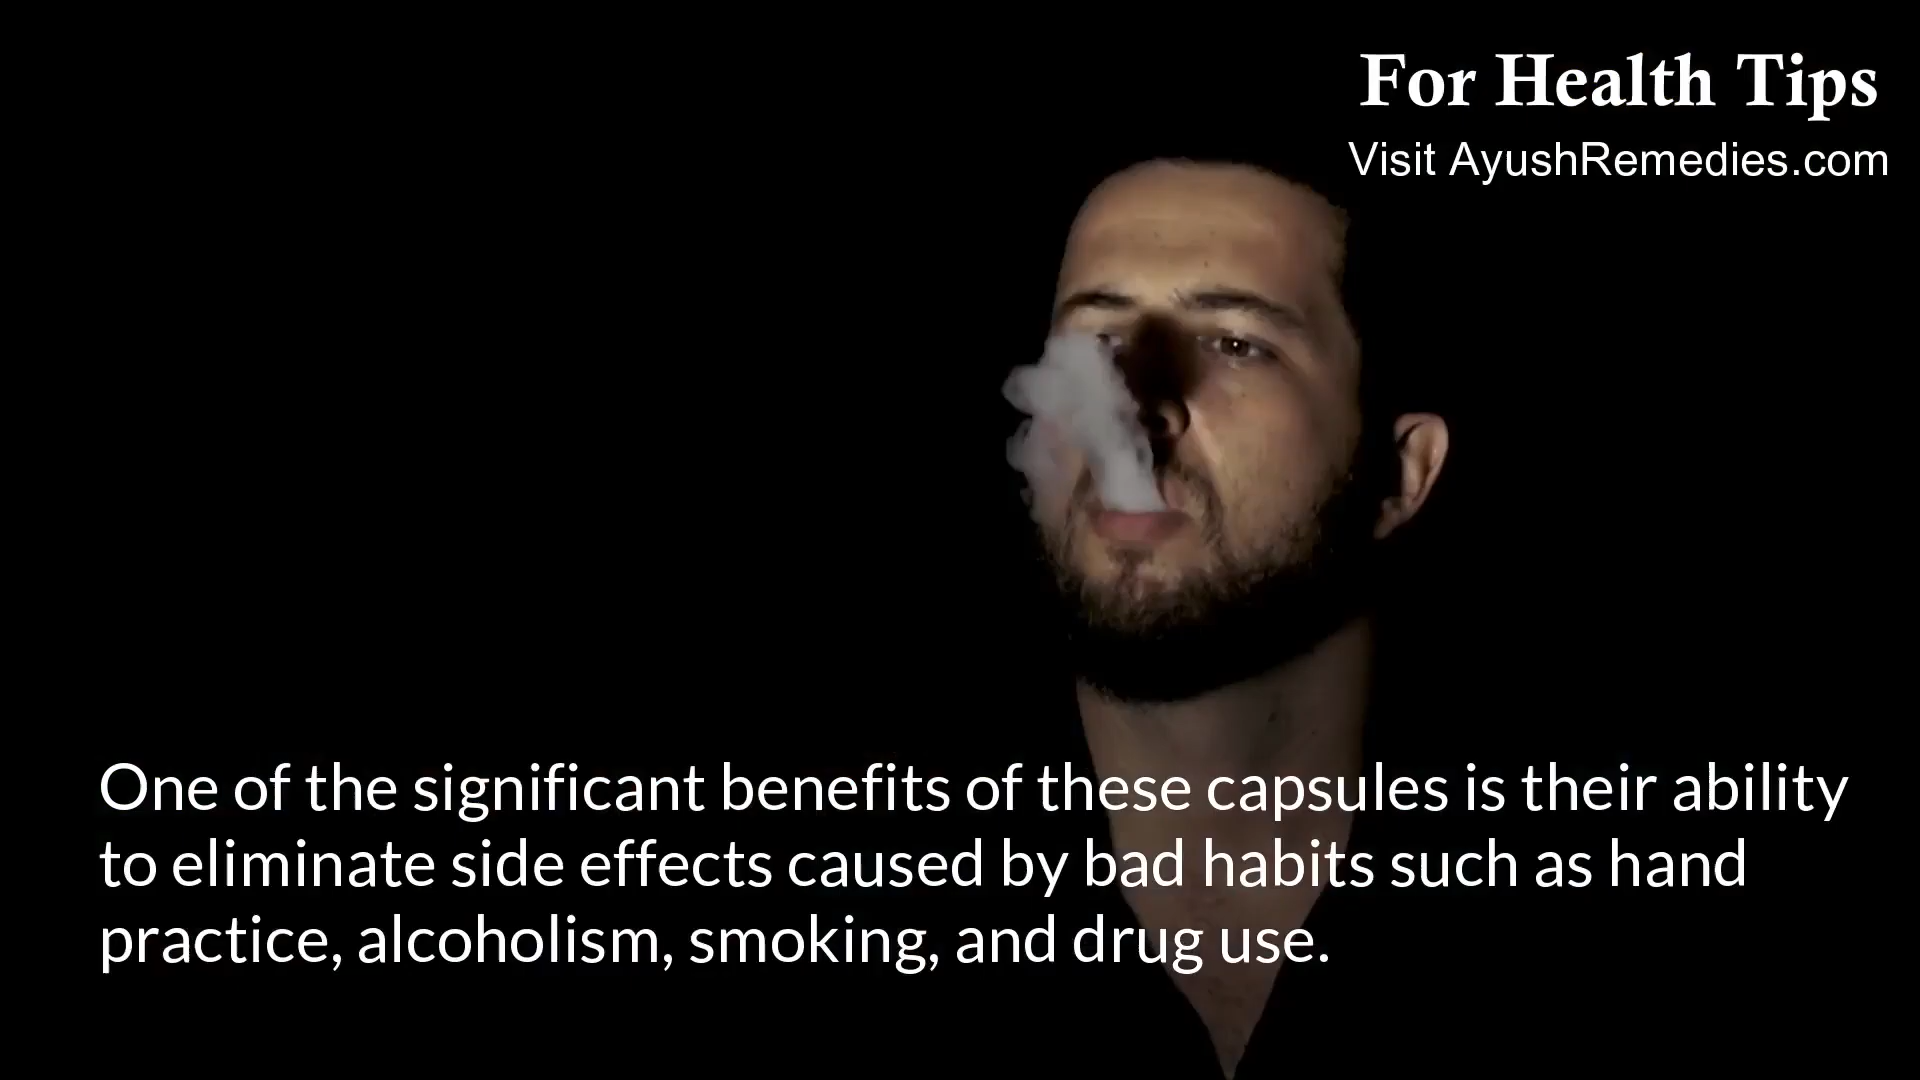 For Health Tips
Visit AyushRemedies.com
One of the significant benefits of these capsules is their ability
to eliminate side effects caused by bad habits such as hand
practice, alcoholism, smoking, and drug use.